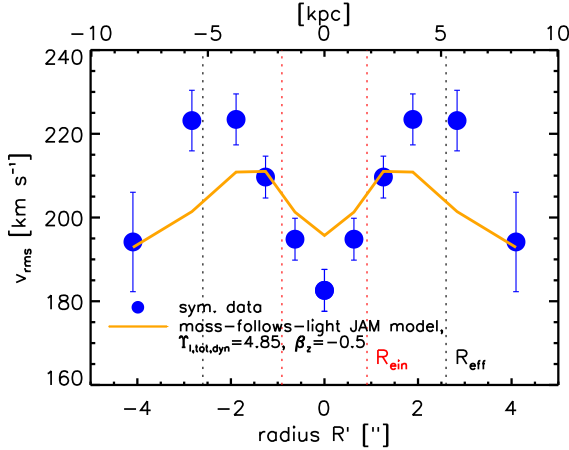 [kpc]
-10 -5 0 5 10
240
220
200
180
160
v_rms [km s⁻¹]
sym. data
mass-follows-light JAM model,
ϒ_I,tot,dyn=4.85, β_z=-0.5
R_ein R_eff
-4 -2 0 2 4
radius R' ["]